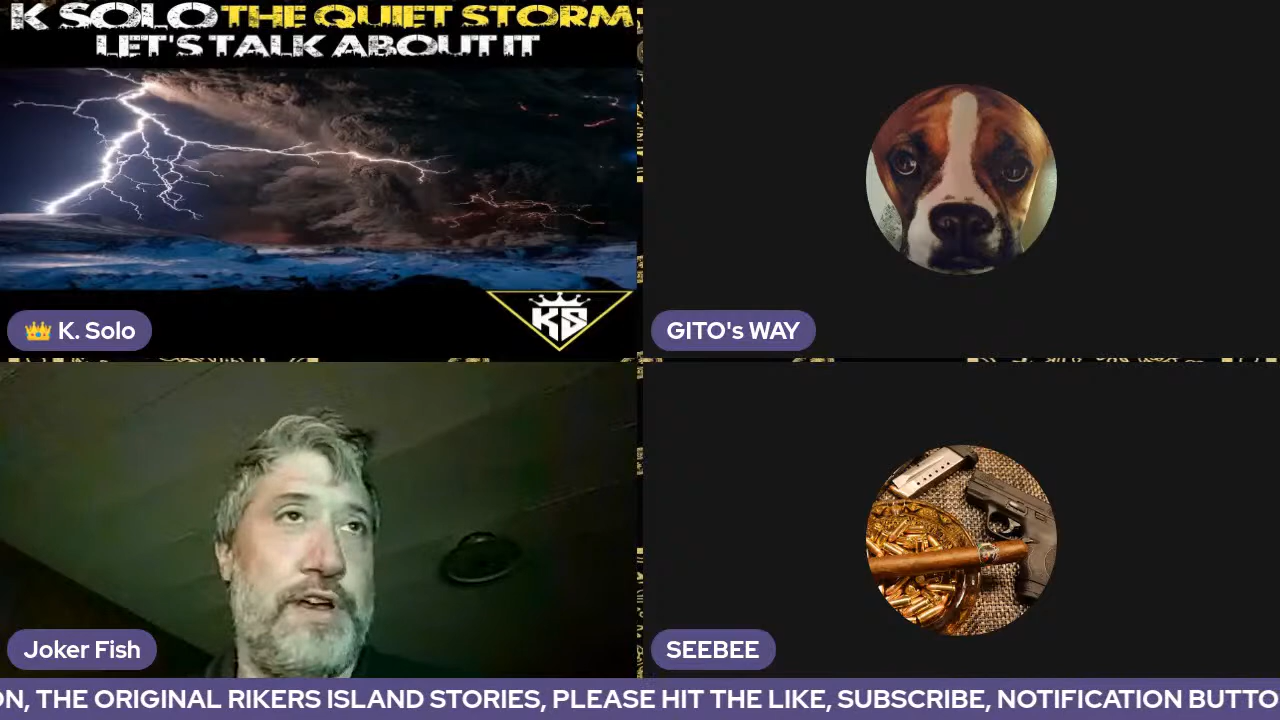 K SOLO THE QUIET STORM
LET'S TALK ABOUT IT
KS
K. Solo
GITO's WAY
Joker Fish
SEEBEE
ON, THE ORIGINAL RIKERS ISLAND STORIES, PLEASE HIT THE LIKE, SUBSCRIBE, NOTIFICATION BUTTO